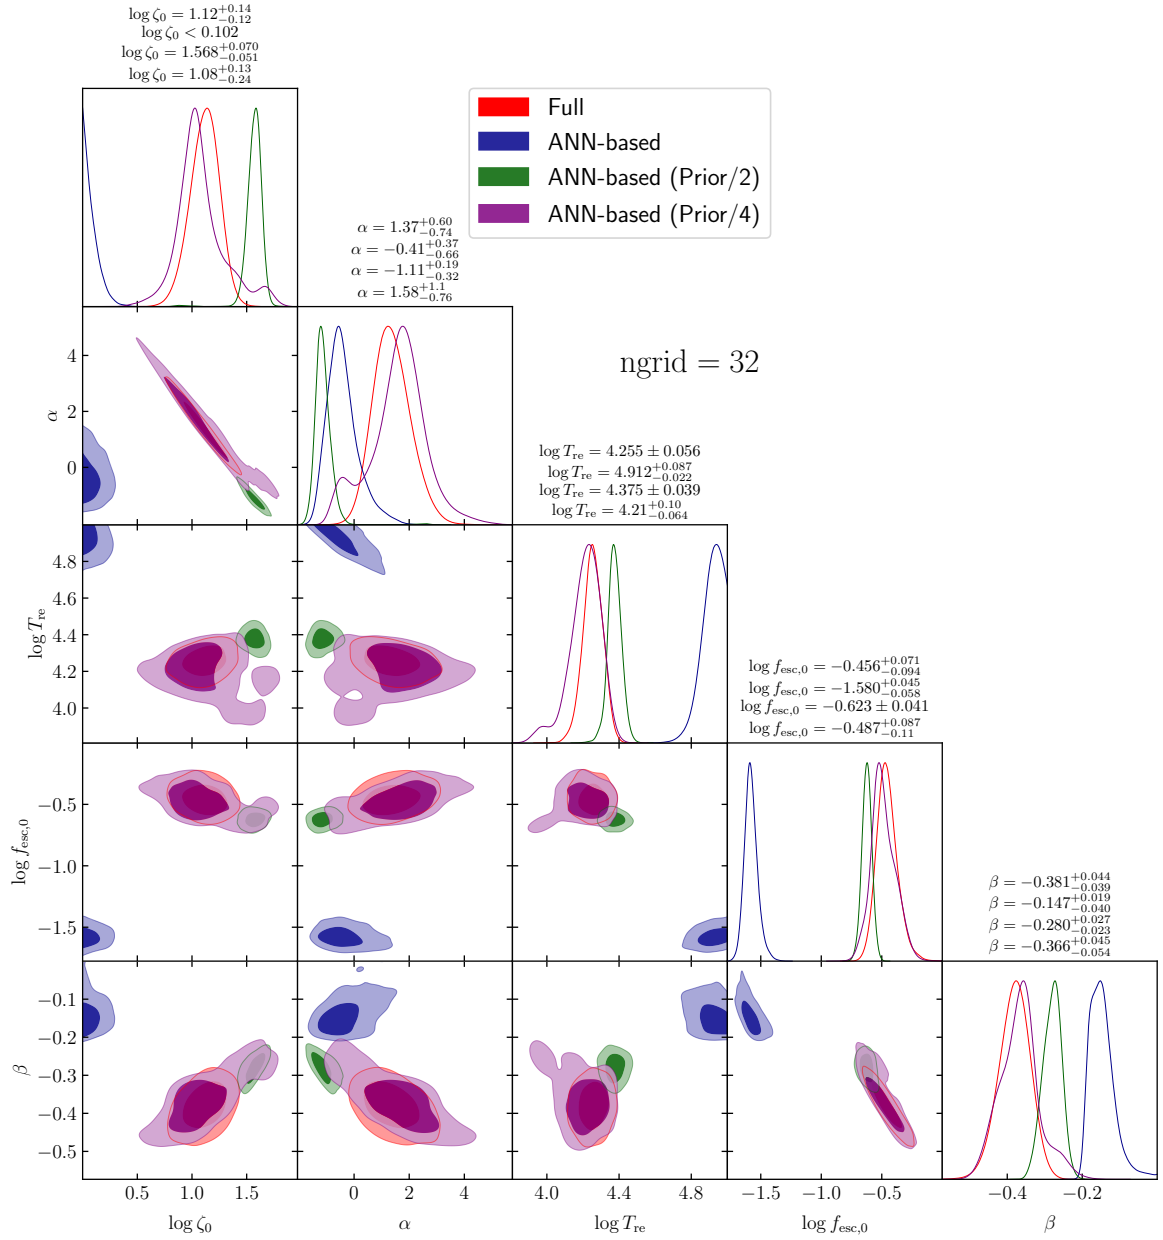 log ζ₀ = 1.12^{+0.14}_{−0.12}
log ζ₀ < 0.102
log ζ₀ = 1.568^{+0.070}_{−0.051}
log ζ₀ = 1.08^{+0.13}_{−0.24}
Full
ANN-based
ANN-based (Prior/2)
ANN-based (Prior/4)
α = 1.37^{+0.60}_{−0.74}
α = −0.41^{+0.37}_{−0.66}
α = −1.11^{+0.19}_{−0.32}
α = 1.58^{+1.1}_{−0.76}
ngrid = 32
4
2
0
α
log T_re = 4.255 ± 0.056
log T_re = 4.912^{+0.087}_{−0.022}
log T_re = 4.375 ± 0.039
log T_re = 4.21^{+0.10}_{−0.064}
4.8
4.6
4.4
4.2
4.0
log T_re
log f_esc,0 = −0.456^{+0.071}_{−0.094}
log f_esc,0 = −1.580^{+0.045}_{−0.058}
log f_esc,0 = −0.623 ± 0.041
log f_esc,0 = −0.487^{+0.087}_{−0.11}
−0.5
−1.0
−1.5
log f_esc,0
β = −0.381^{+0.044}_{−0.039}
β = −0.147^{+0.019}_{−0.040}
β = −0.280^{+0.027}_{−0.023}
β = −0.366^{+0.045}_{−0.054}
−0.1
−0.2
−0.3
−0.4
−0.5
β
0.5 1.0 1.5
0 2 4
4.0 4.4 4.8
−1.5 −1.0 −0.5
−0.4 −0.2
log ζ₀
α
log T_re
log f_esc,0
β